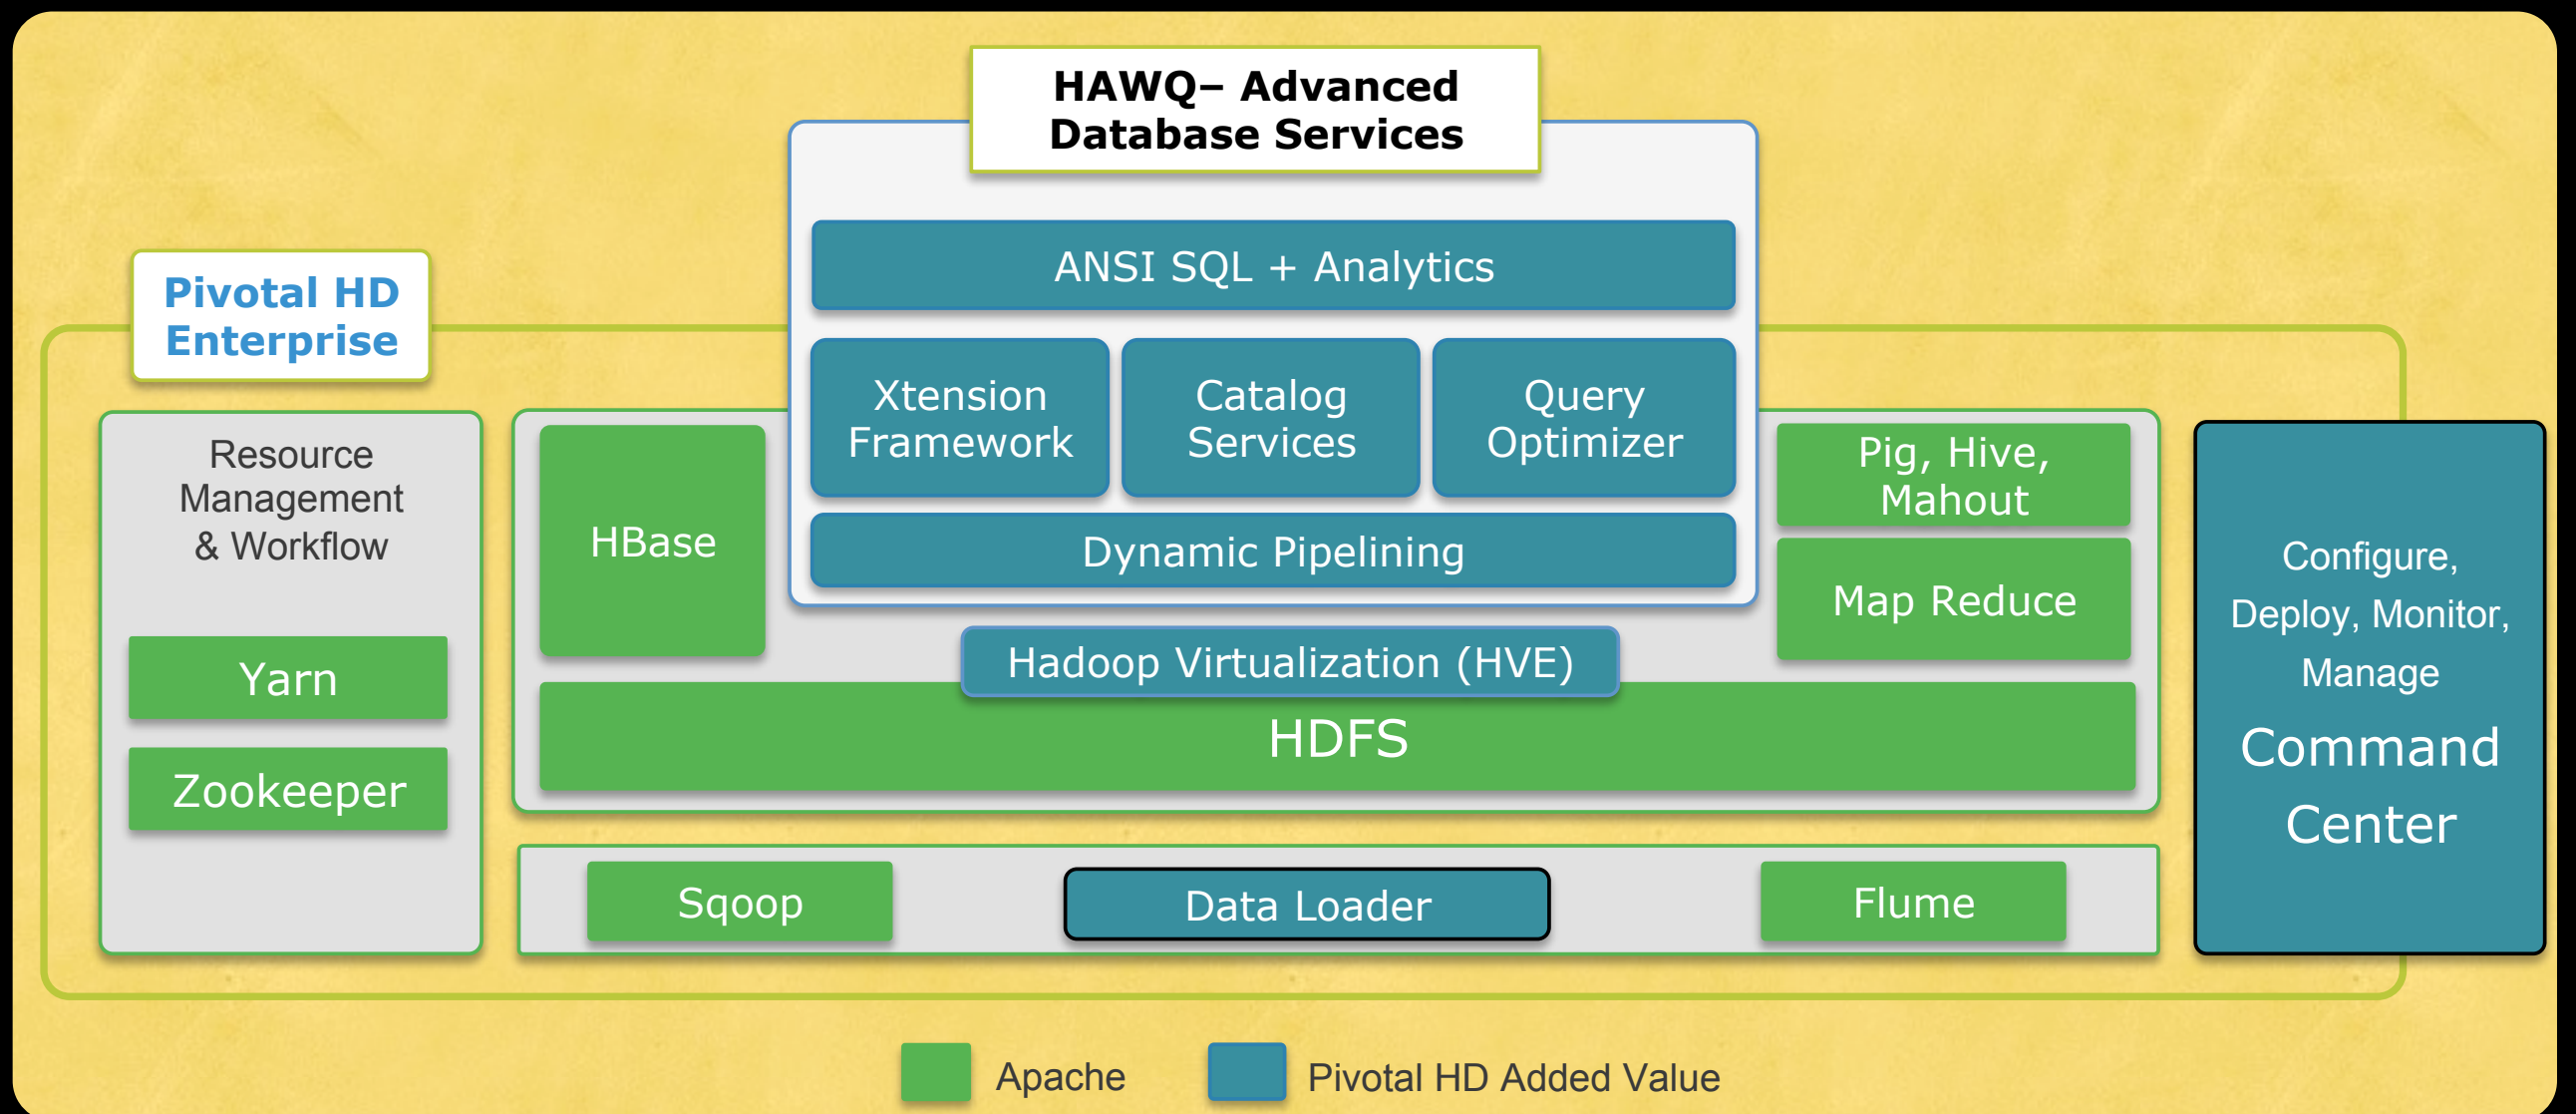 HAWQ– Advanced
Database Services
ANSI SQL + Analytics
Pivotal HD
Enterprise
Xtension
Framework
Catalog
Services
Query
Optimizer
Resource
Management
& Workflow
HBase
Pig, Hive,
Mahout
Dynamic Pipelining
Map Reduce
Configure,
Deploy, Monitor,
Manage
Command
Center
Yarn
Zookeeper
Hadoop Virtualization (HVE)
HDFS
Sqoop
Data Loader
Flume
Apache
Pivotal HD Added Value